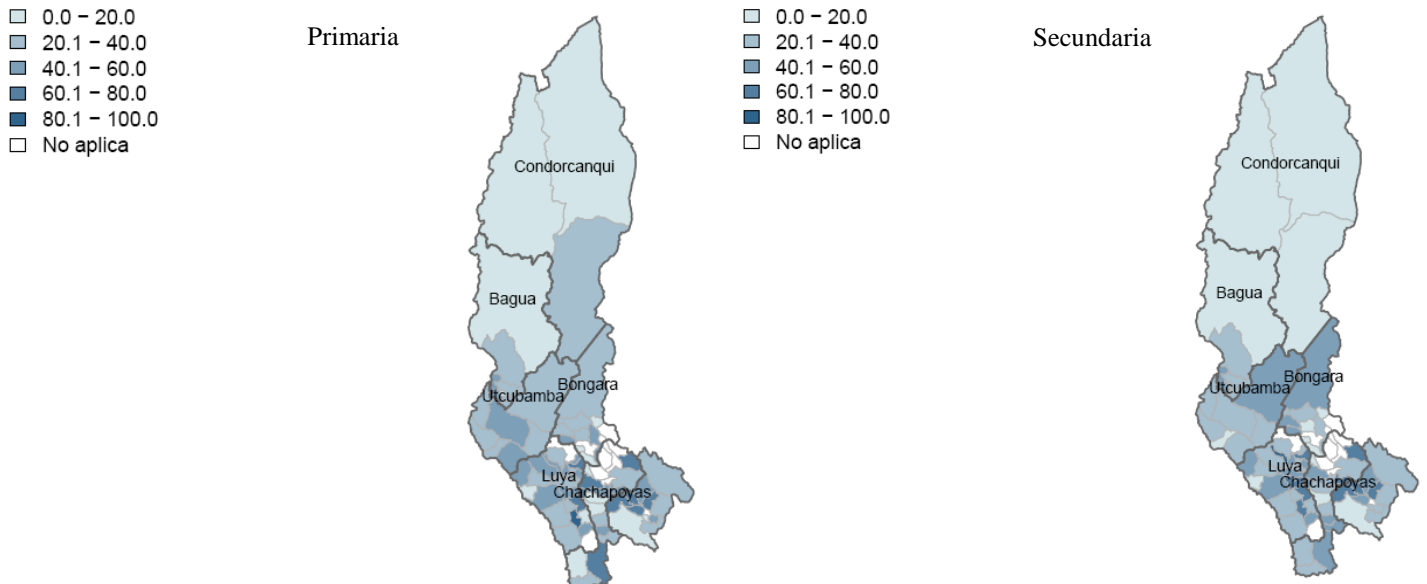 0.0 − 20.0
20.1 − 40.0
40.1 − 60.0
60.1 − 80.0
80.1 − 100.0
No aplica
Primaria
Condorcanqui
Bagua
Bongara
Utcubamba
Luya
Chachapoyas
0.0 − 20.0
20.1 − 40.0
40.1 − 60.0
60.1 − 80.0
80.1 − 100.0
No aplica
Secundaria
Condorcanqui
Bagua
Bongara
Utcubamba
Luya
Chachapoyas